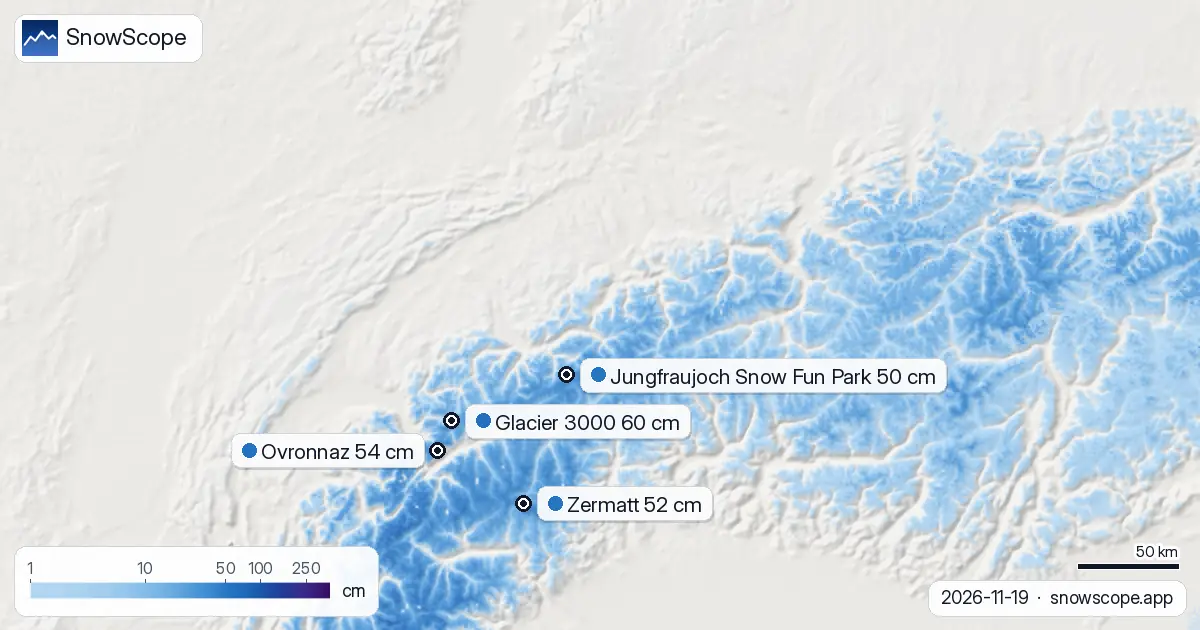 SnowScope
Jungfraujoch Snow Fun Park 50 cm
Glacier 3000 60 cm
Ovronnaz 54 cm
Zermatt 52 cm
1 10 50 100 250
cm
50 km
2026-11-19 · snowscope.app